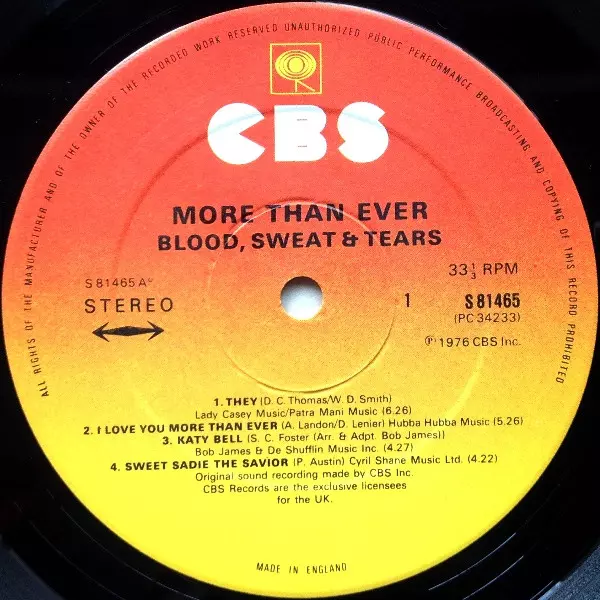 ALL RIGHTS OF THE MANUFACTURER AND OF THE OWNER OF THE RECORDED WORK RESERVED UNAUTHORIZED PUBLIC PERFORMANCE BROADCASTING AND COPYING OF THIS RECORD PROHIBITED
CBS
MORE THAN EVER
BLOOD, SWEAT & TEARS
S 81465 A
STEREO
33⅓ RPM
1 S 81465
(PC 34233)
℗ 1976 CBS Inc.
1. THEY (D. C. Thomas/W. D. Smith)
Lady Casey Music/Patra Mani Music (6.26)
2. I LOVE YOU MORE THAN EVER (A. Landon/D. Lenier) Hubba Hubba Music (5.26)
3. KATY BELL (S. C. Foster (Arr. & Adpt. Bob James))
Bob James & De Shufflin Music Inc. (4.27)
4. SWEET SADIE THE SAVIOR (P. Austin) Cyril Shane Music Ltd. (4.22)
Original sound recording made by CBS Inc.
CBS Records are the exclusive licensees
for the UK.
MADE IN ENGLAND